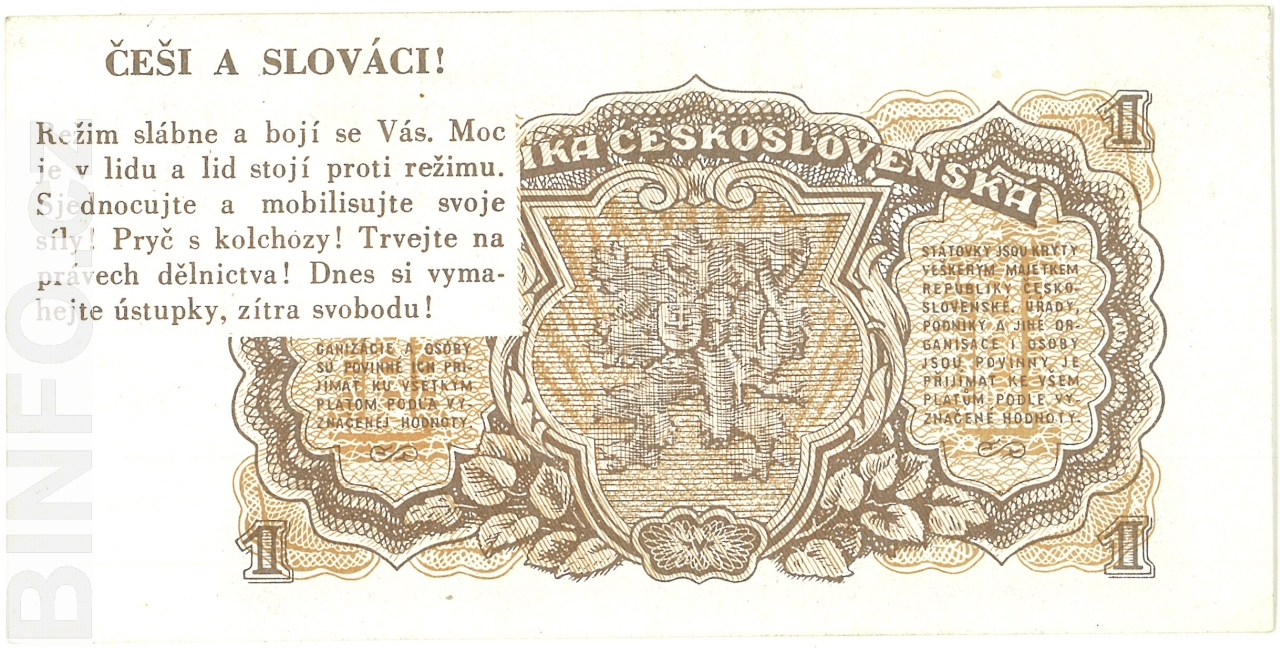 ČEŠI A SLOVÁCI!
Režim slábne a bojí se Vás. Moc
je v lidu a lid stojí proti režimu.
Sjednocujte a mobilisujte svoje
síly! Pryč s kolchozy! Trvejte na
právech dělnictva! Dnes si vyma-
hejte ústupky, zítra svobodu!
IKA ČESKOSLOVENSKÁ
1
GANIZÁCIE A OSOBY
SÚ POVINNÉ ICH PRI-
JÍMAŤ KU VŠETKÝM
PLATOM PODĽA VY-
ZNAČENEJ HODNOTY
STÁTOVKY JSOU KRYTY
VEŠKERÝM MAJETKEM
REPUBLIKY ČESKO-
SLOVENSKÉ. ÚŘADY,
PODNIKY A JINÉ OR-
GANISACE I OSOBY
JSOU POVINNY JE
PŘIJÍMAT KE VŠEM
PLATŮM PODLE VY-
ZNAČENÉ HODNOTY
1
1
BINFO.CZ